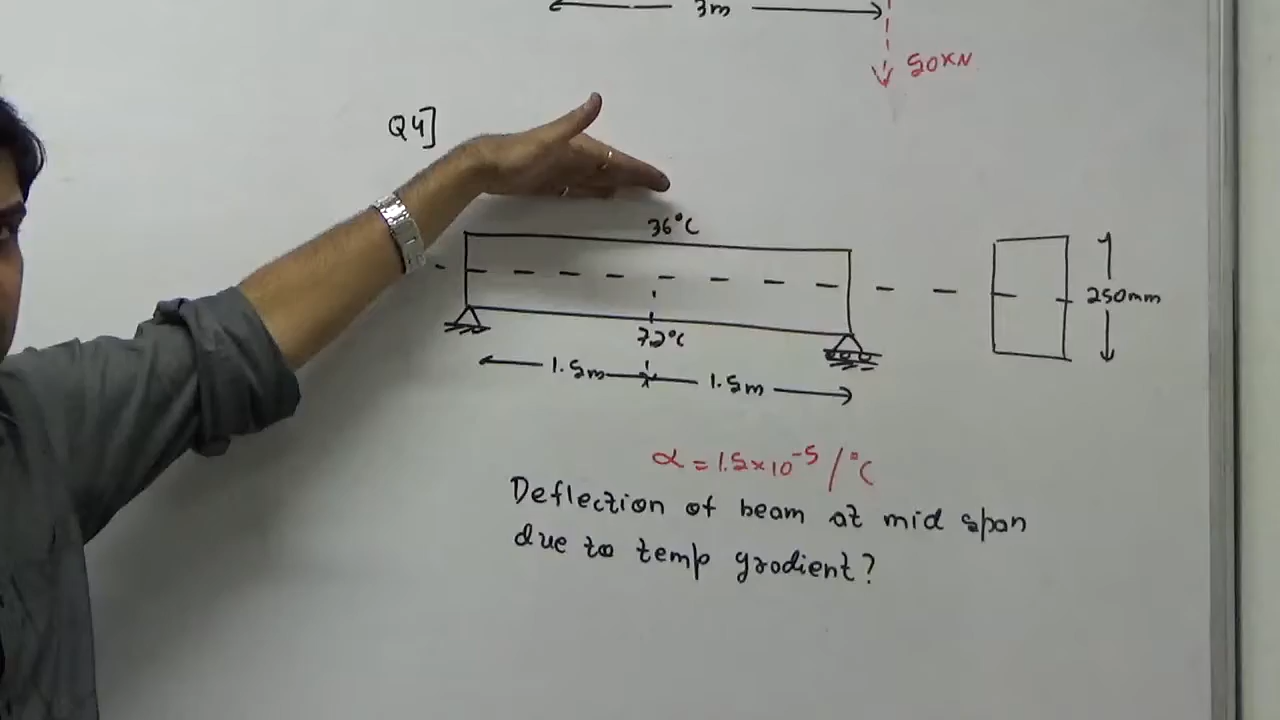 3m
50KN
Q4]
36°C
250mm
72°C
1.5m 1.5m
α = 1.5×10⁻⁵ /°C
Deflection of beam at mid span
due to temp gradient?